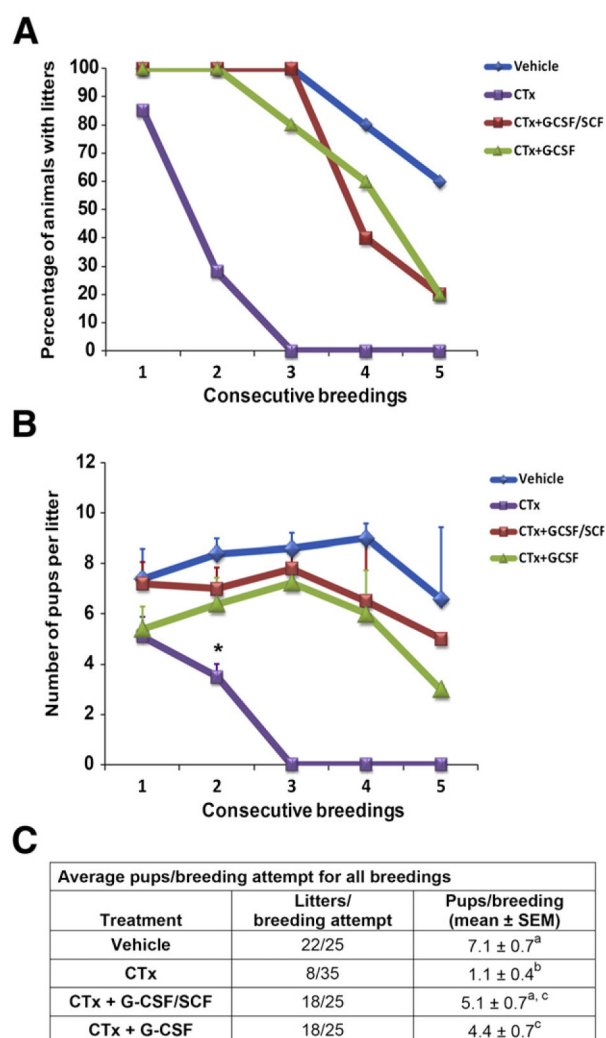 A
Percentage of animals with litters
100
90
80
70
60
50
40
30
20
10
0
1 2 3 4 5
Consecutive breedings
Vehicle
CTx
CTx+GCSF/SCF
CTx+GCSF
B
Number of pups per litter
12
10
8
6
4
2
0
*
1 2 3 4 5
Consecutive breedings
Vehicle
CTx
CTx+GCSF/SCF
CTx+GCSF
C
Average pups/breeding attempt for all breedings
Treatment Litters/ breeding attempt Pups/breeding (mean ± SEM)
Vehicle 22/25 7.1 ± 0.7a
CTx 8/35 1.1 ± 0.4b
CTx + G-CSF/SCF 18/25 5.1 ± 0.7a, c
CTx + G-CSF 18/25 4.4 ± 0.7c